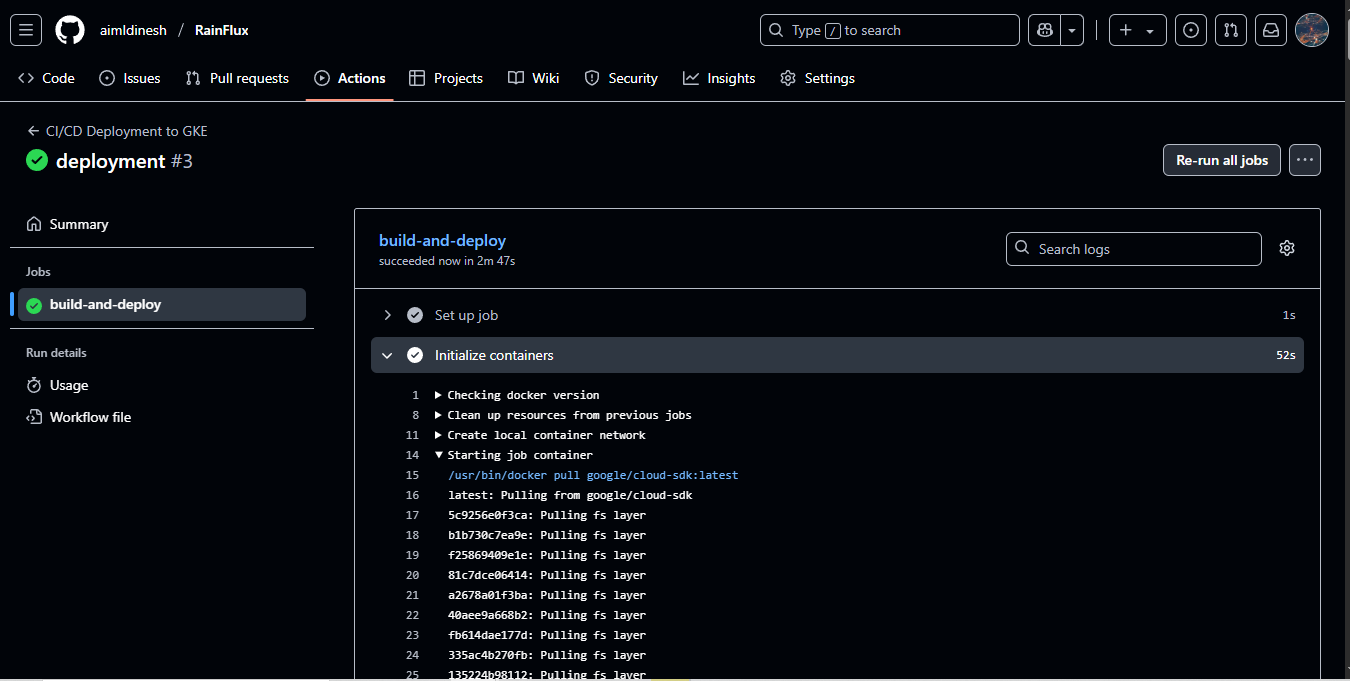 aimldinesh / RainFlux
Type / to search
Code
Issues
Pull requests
Actions
Projects
Wiki
Security
Insights
Settings
CI/CD Deployment to GKE
deployment #3
Re-run all jobs
Summary
Jobs
build-and-deploy
Run details
Usage
Workflow file
build-and-deploy
succeeded now in 2m 47s
Search logs
Set up job 1s
Initialize containers 52s
1 Checking docker version
8 Clean up resources from previous jobs
11 Create local container network
14 Starting job container
15 /usr/bin/docker pull google/cloud-sdk:latest
16 latest: Pulling from google/cloud-sdk
17 5c9256e0f3ca: Pulling fs layer
18 b1b730c7ea9e: Pulling fs layer
19 f25869409e1e: Pulling fs layer
20 81c7dce06414: Pulling fs layer
21 a2678a01f3ba: Pulling fs layer
22 40aee9a668b2: Pulling fs layer
23 fb614dae177d: Pulling fs layer
24 335ac4b270fb: Pulling fs layer
25 135224b98112: Pulling fs layer